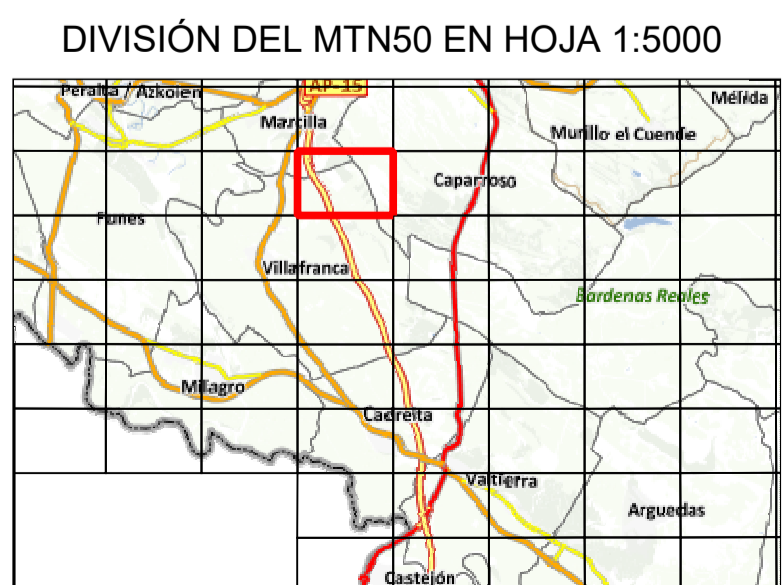 DIVISIÓN DEL MTN50 EN HOJA 1:5000
AP-15
Peralta / Azkoien
Mélida
Marcilla
Murillo el Cuende
Caparroso
Funes
Villafranca
Bardenas Reales
Milagro
Cadreita
Valtierra
Arguedas
Castejón